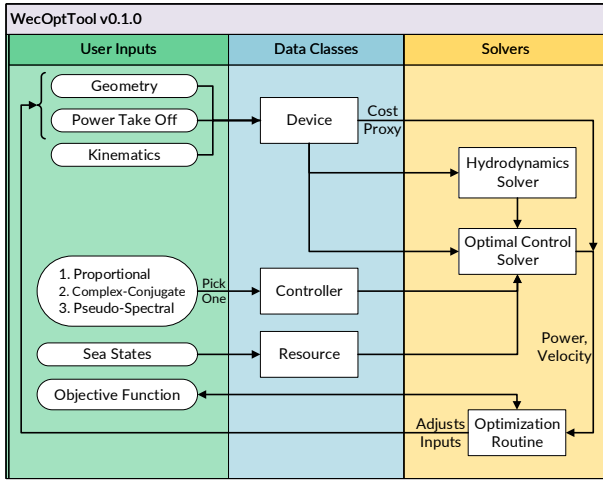 WecOptTool v0.1.0
User Inputs
Data Classes
Solvers
Geometry
Power Take Off
Kinematics
Device
Cost
Proxy
Hydrodynamics
Solver
Optimal Control
Solver
1. Proportional
2. Complex-Conjugate
3. Pseudo-Spectral
Pick
One
Controller
Sea States
Resource
Power,
Velocity
Objective Function
Adjusts
Inputs
Optimization
Routine